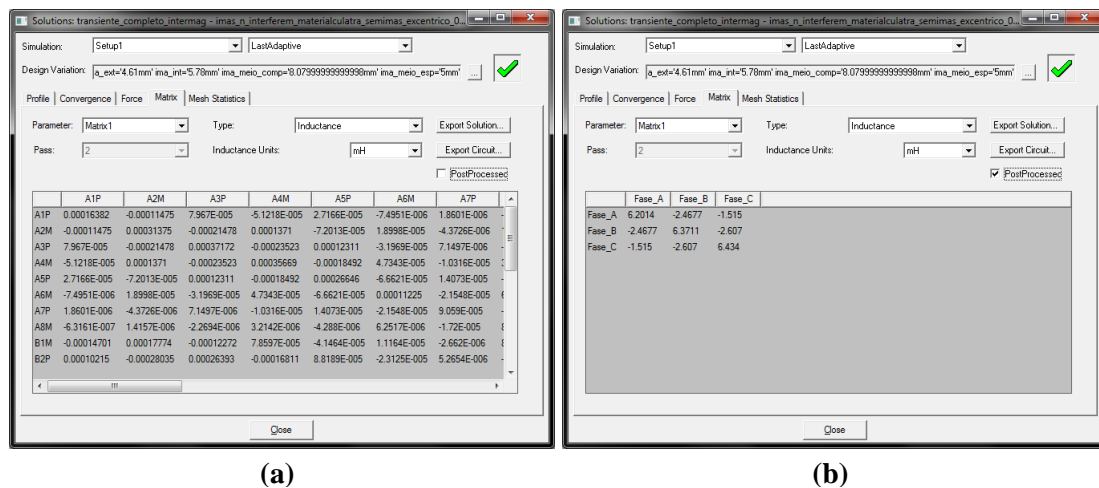 Solutions: transiente_completo_intermag - imas_n_interferem_materialculatra_semimas_excentrico_0...
Simulation: Setup1 LastAdaptive
Design Variation: a_ext='4.61mm' ima_int='5.78mm' ima_meio_comp='8.07999999999998mm' ima_meio_esp='5mm' ...
Profile Convergence Force Matrix Mesh Statistics
Parameter: Matrix1 Type: Inductance Export Solution...
Pass: 2 Inductance Units: mH Export Circuit...
PostProcessed
A1P A2M A3P A4M A5P A6M A7P
A1P 0.00016382 -0.00011475 7.967E-005 -5.1218E-005 2.7166E-005 -7.4951E-006 1.8601E-006 -
A2M -0.00011475 0.00031375 -0.00021478 0.0001371 -7.2013E-005 1.8998E-005 -4.3726E-006
A3P 7.967E-005 -0.00021478 0.00037172 -0.00023523 0.00012311 -3.1969E-005 7.1497E-006 -
A4M -5.1218E-005 0.0001371 -0.00023523 0.00035669 -0.00018492 4.7343E-005 -1.0316E-005
A5P 2.7166E-005 -7.2013E-005 0.00012311 -0.00018492 0.00026646 -6.6621E-005 1.4073E-005 -
A6M -7.4951E-006 1.8998E-005 -3.1969E-005 4.7343E-005 -6.6621E-005 0.00011225 -2.1548E-005
A7P 1.8601E-006 -4.3726E-006 7.1497E-006 -1.0316E-005 1.4073E-005 -2.1548E-005 9.059E-005 -
A8M -6.3161E-007 1.4157E-006 -2.2694E-006 3.2142E-006 -4.288E-006 6.2517E-006 -1.72E-005
B1M -0.00014701 0.00017774 -0.00012272 7.8597E-005 -4.1464E-005 1.1164E-005 -2.662E-006
B2P 0.00010215 -0.00028035 0.00026393 -0.00016811 8.8189E-005 -2.3125E-005 5.2654E-006 -
Close
(a)
Solutions: transiente_completo_intermag - imas_n_interferem_materialculatra_semimas_excentrico_0...
Simulation: Setup1 LastAdaptive
Design Variation: a_ext='4.61mm' ima_int='5.78mm' ima_meio_comp='8.07999999999998mm' ima_meio_esp='5mm' ...
Profile Convergence Force Matrix Mesh Statistics
Parameter: Matrix1 Type: Inductance Export Solution...
Pass: 2 Inductance Units: mH Export Circuit...
PostProcessed
Fase_A Fase_B Fase_C
Fase_A 6.2014 -2.4677 -1.515
Fase_B -2.4677 6.3711 -2.607
Fase_C -1.515 -2.607 6.434
Close
(b)